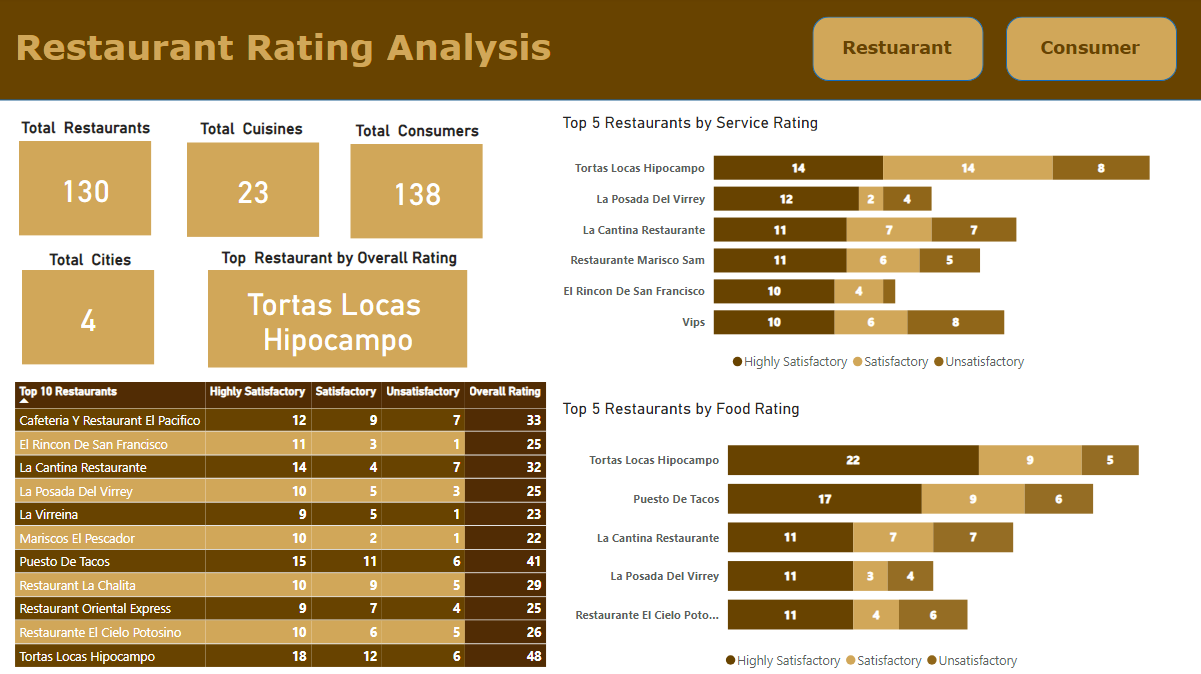 Restaurant Rating Analysis
Restuarant
Consumer
Total Restaurants
130
Total Cuisines
23
Total Consumers
138
Total Cities
4
Top Restaurant by Overall Rating
Tortas Locas
Hipocampo
Top 10 Restaurants Highly Satisfactory Satisfactory Unsatisfactory Overall Rating
Cafeteria Y Restaurant El Pacifico 12 9 7 33
El Rincon De San Francisco 11 3 1 25
La Cantina Restaurante 14 4 7 32
La Posada Del Virrey 10 5 3 25
La Virreina 9 5 1 23
Mariscos El Pescador 10 2 1 22
Puesto De Tacos 15 11 6 41
Restaurant La Chalita 10 9 5 29
Restaurant Oriental Express 9 7 4 25
Restaurante El Cielo Potosino 10 6 5 26
Tortas Locas Hipocampo 18 12 6 48
Top 5 Restaurants by Service Rating
Tortas Locas Hipocampo 14 14 8
La Posada Del Virrey 12 2 4
La Cantina Restaurante 11 7 7
Restaurante Marisco Sam 11 6 5
El Rincon De San Francisco 10 4
Vips 10 6 8
Highly Satisfactory Satisfactory Unsatisfactory
Top 5 Restaurants by Food Rating
Tortas Locas Hipocampo 22 9 5
Puesto De Tacos 17 9 6
La Cantina Restaurante 11 7 7
La Posada Del Virrey 11 3 4
Restaurante El Cielo Poto... 11 4 6
Highly Satisfactory Satisfactory Unsatisfactory